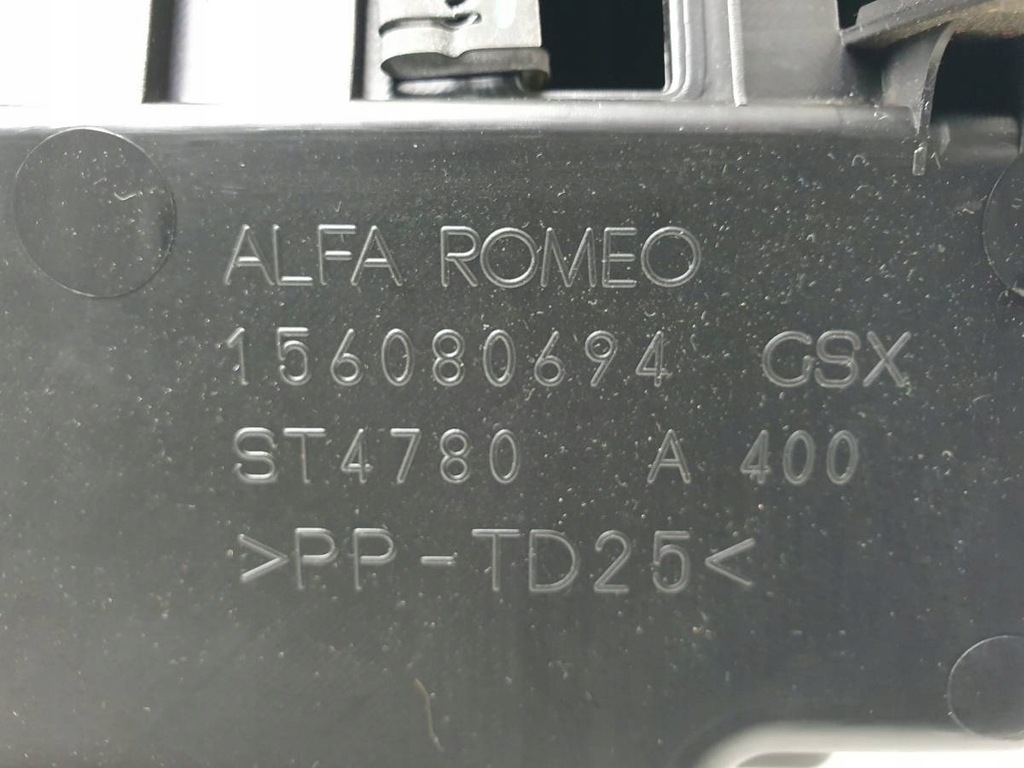 ALFA ROMEO
156080694 GSX
ST4780 A 400
>PP-TD25<